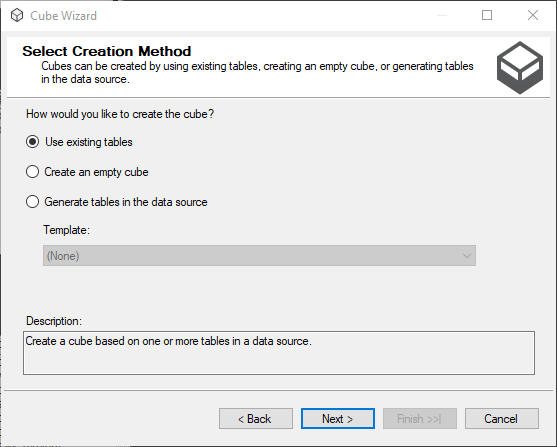 Cube Wizard
Select Creation Method
Cubes can be created by using existing tables, creating an empty cube, or generating tables
in the data source.
How would you like to create the cube?
Use existing tables
Create an empty cube
Generate tables in the data source
Template:
(None)
Description:
Create a cube based on one or more tables in a data source.
< Back
Next >
Finish >>|
Cancel